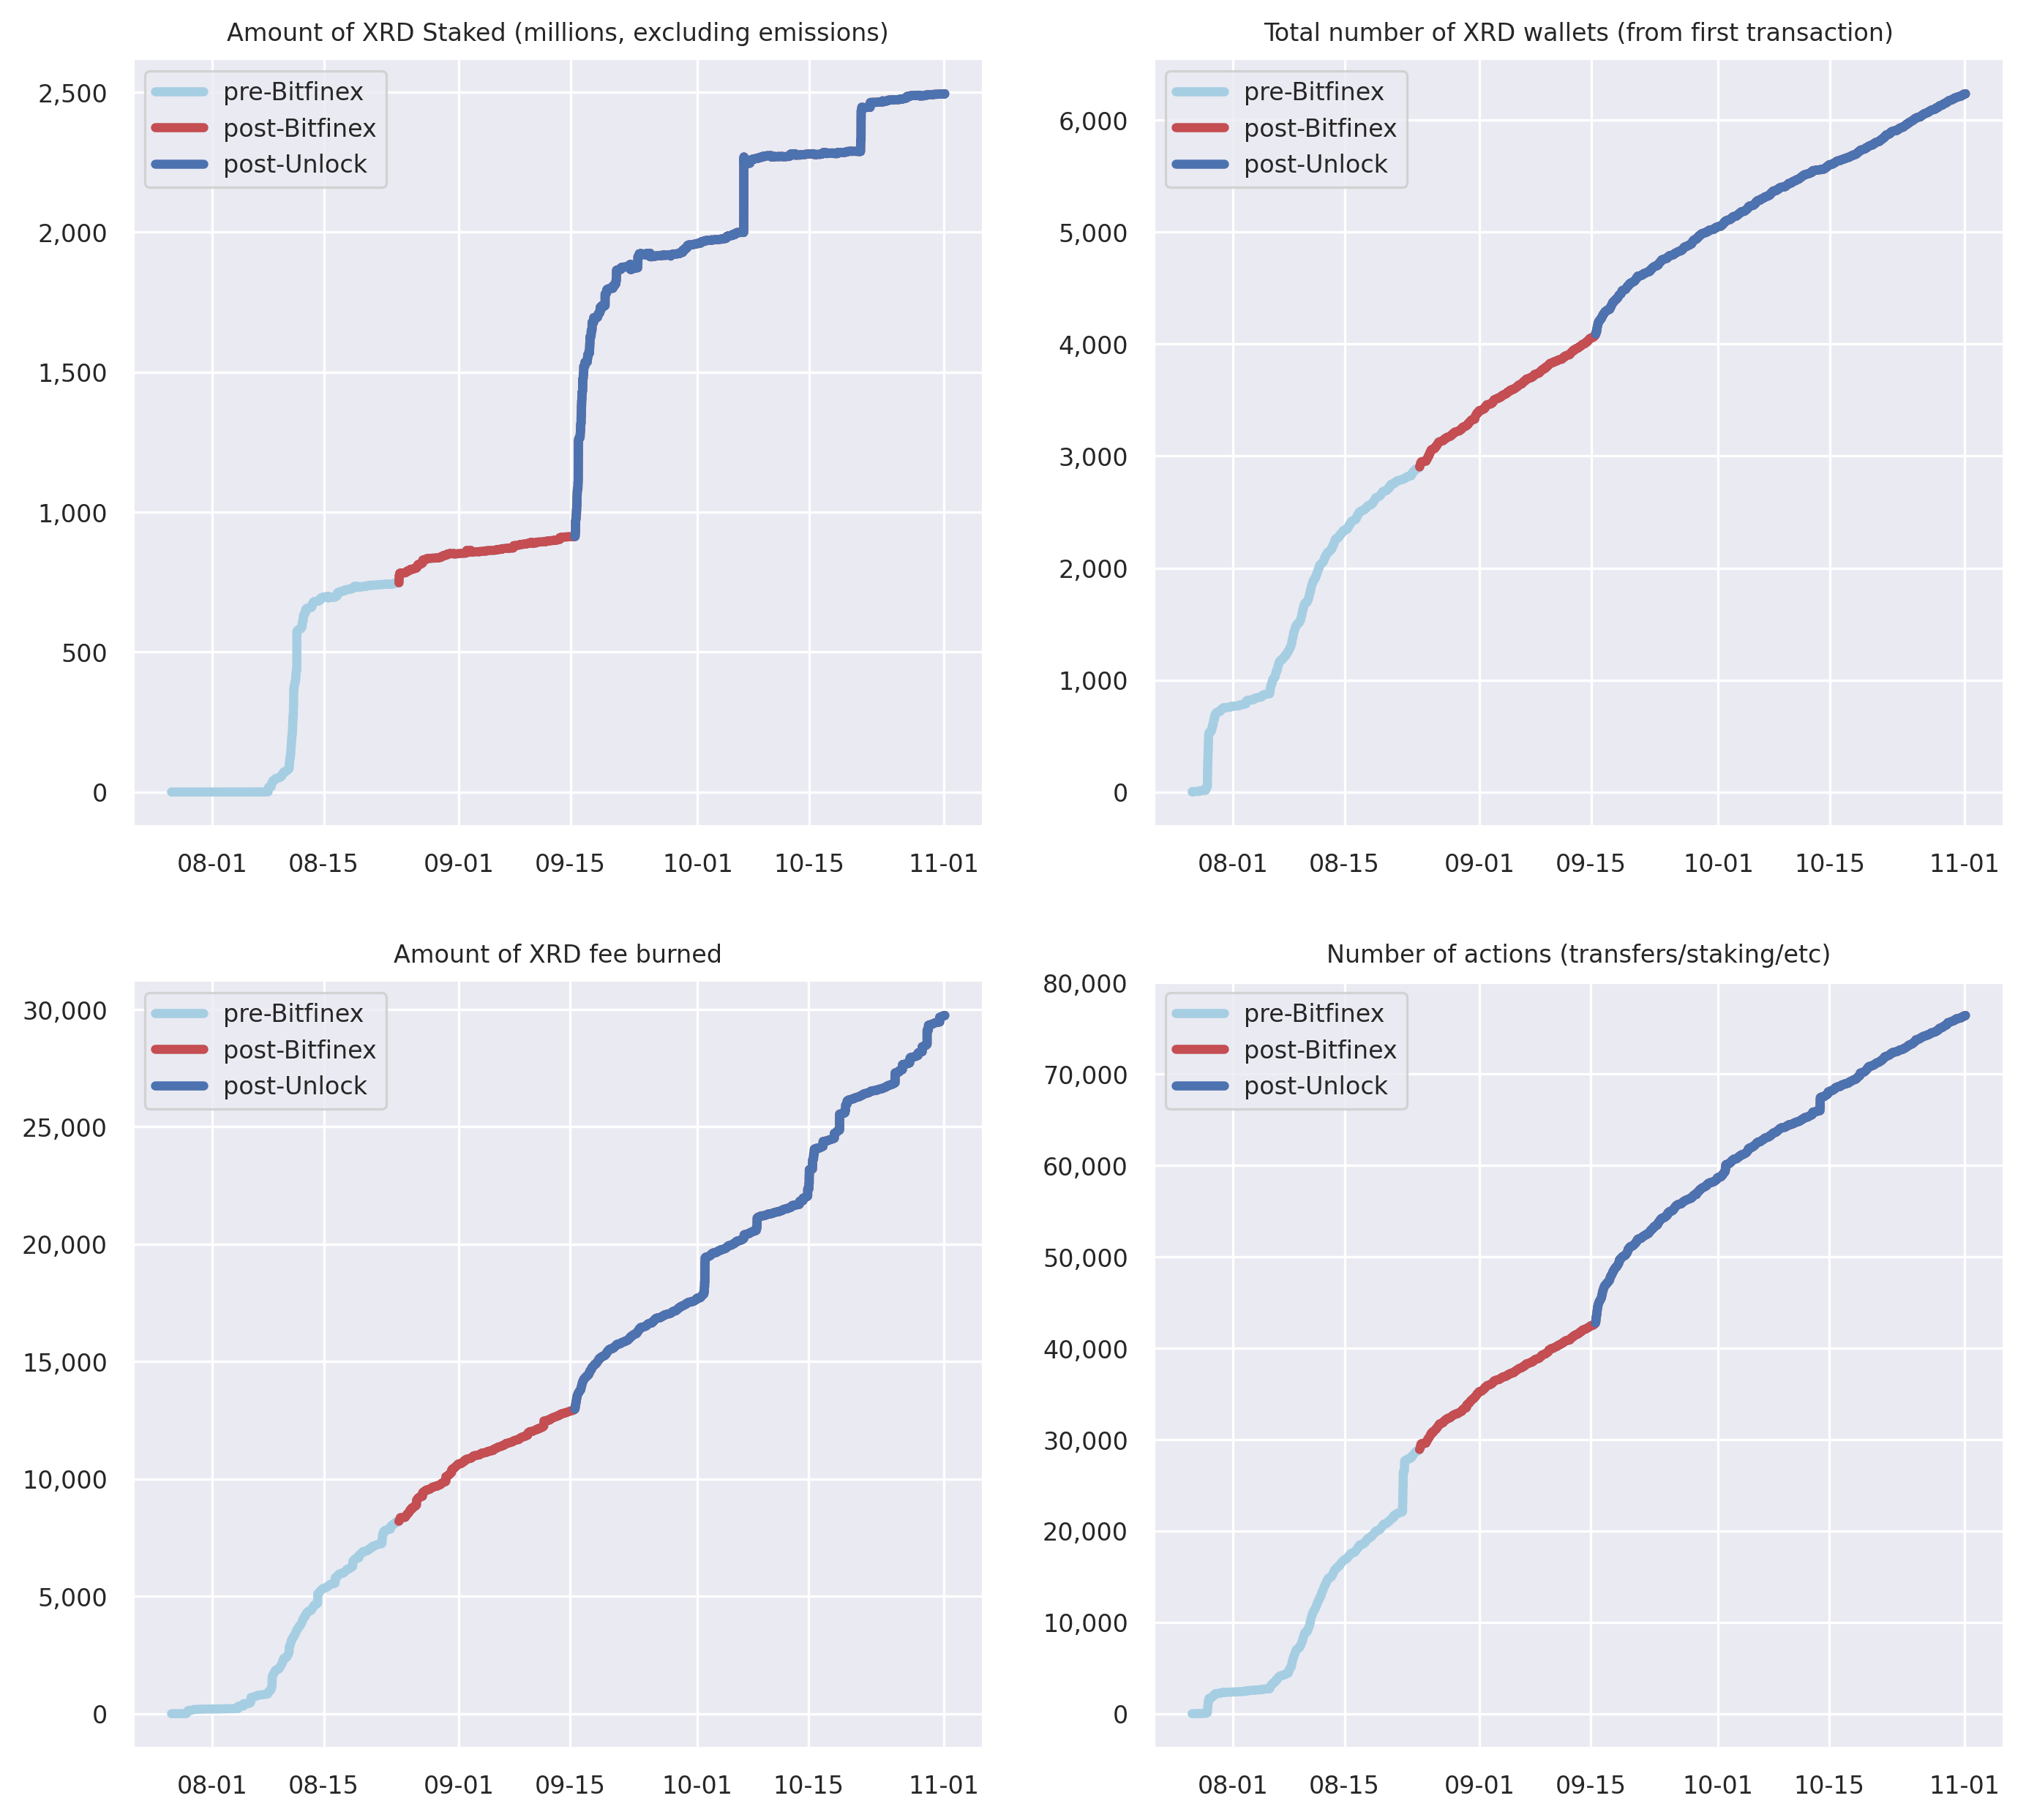 Amount of XRD Staked (millions, excluding emissions)
pre-Bitfinex
post-Bitfinex
post-Unlock
2,500
2,000
1,500
1,000
500
0
08-01 08-15 09-01 09-15 10-01 10-15 11-01
Total number of XRD wallets (from first transaction)
pre-Bitfinex
post-Bitfinex
post-Unlock
6,000
5,000
4,000
3,000
2,000
1,000
0
08-01 08-15 09-01 09-15 10-01 10-15 11-01
Amount of XRD fee burned
pre-Bitfinex
post-Bitfinex
post-Unlock
30,000
25,000
20,000
15,000
10,000
5,000
0
08-01 08-15 09-01 09-15 10-01 10-15 11-01
Number of actions (transfers/staking/etc)
pre-Bitfinex
post-Bitfinex
post-Unlock
80,000
70,000
60,000
50,000
40,000
30,000
20,000
10,000
0
08-01 08-15 09-01 09-15 10-01 10-15 11-01